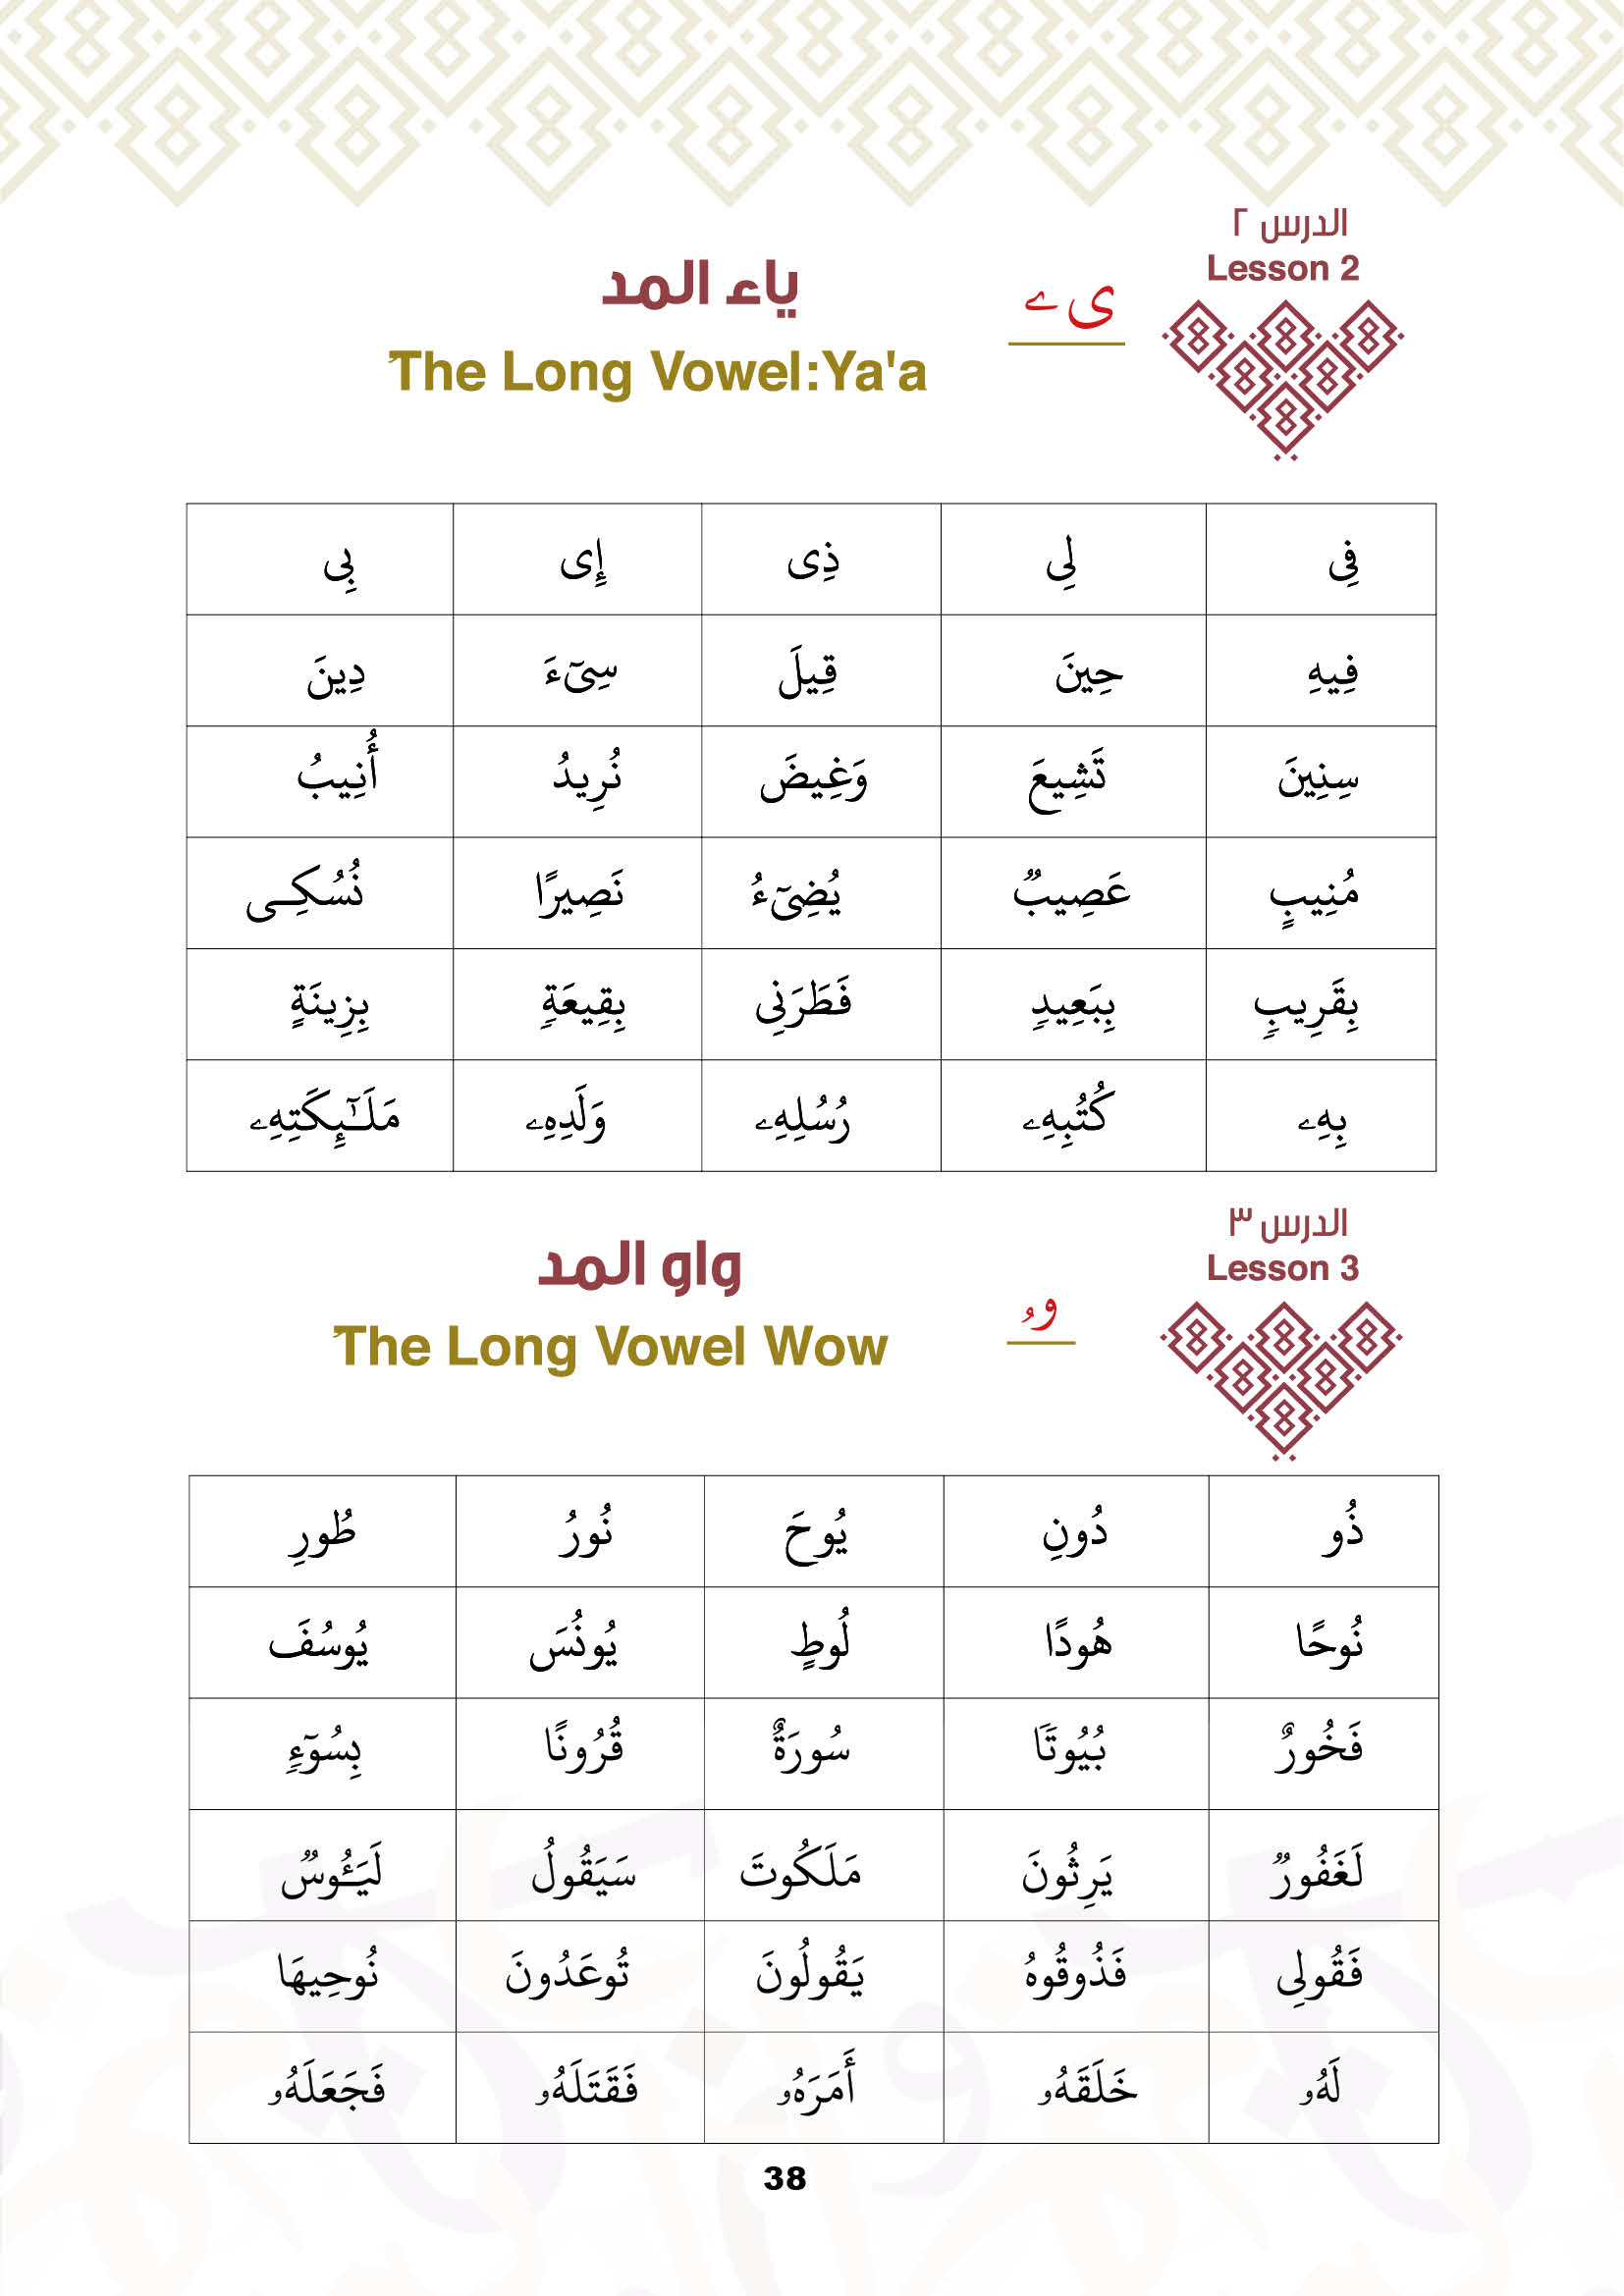 الدرس ٢
Lesson 2
ياء المد
ى ے
The Long Vowel:Ya'a
فِى لِى ذِى إِى بِى
فِيهِ حِينَ قِيلَ سِىٓءَ دِينَ
سِنِينَ تَشِيعَ وَغِيضَ نُرِيدُ أُنِيبُ
مُنِيبٍ عَصِيبٌ يُضِىٓءُ نَصِيرًا نُسُكِى
بِقَرِيبٍ بِبَعِيدٍ فَطَرَنِى بِقِيعَةٍ بِزِينَةٍ
بِهِۦ كُتُبِهِۦ رُسُلِهِۦ وَلَدِهِۦ مَلَـٰٓئِكَتِهِۦ
الدرس ٣
Lesson 3
واو المد
و ۥ
The Long Vowel Wow
ذُو دُونِ يُوحَ نُورُ طُورِ
نُوحًا هُودًا لُوطٍ يُونُسَ يُوسُفَ
فَخُورٌ بُيُوتًا سُورَةٌ قُرُونًا بِسُوٓءٍ
لَغَفُورٌ يَرِثُونَ مَلَكُوتَ سَيَقُولُ لَيَـُٔوسٌ
فَقُولِى فَذُوقُوهُ يَقُولُونَ تُوعَدُونَ نُوحِيهَا
لَهُۥ خَلَقَهُۥ أَمَرَهُۥ فَقَتَلَهُۥ فَجَعَلَهُۥ
38